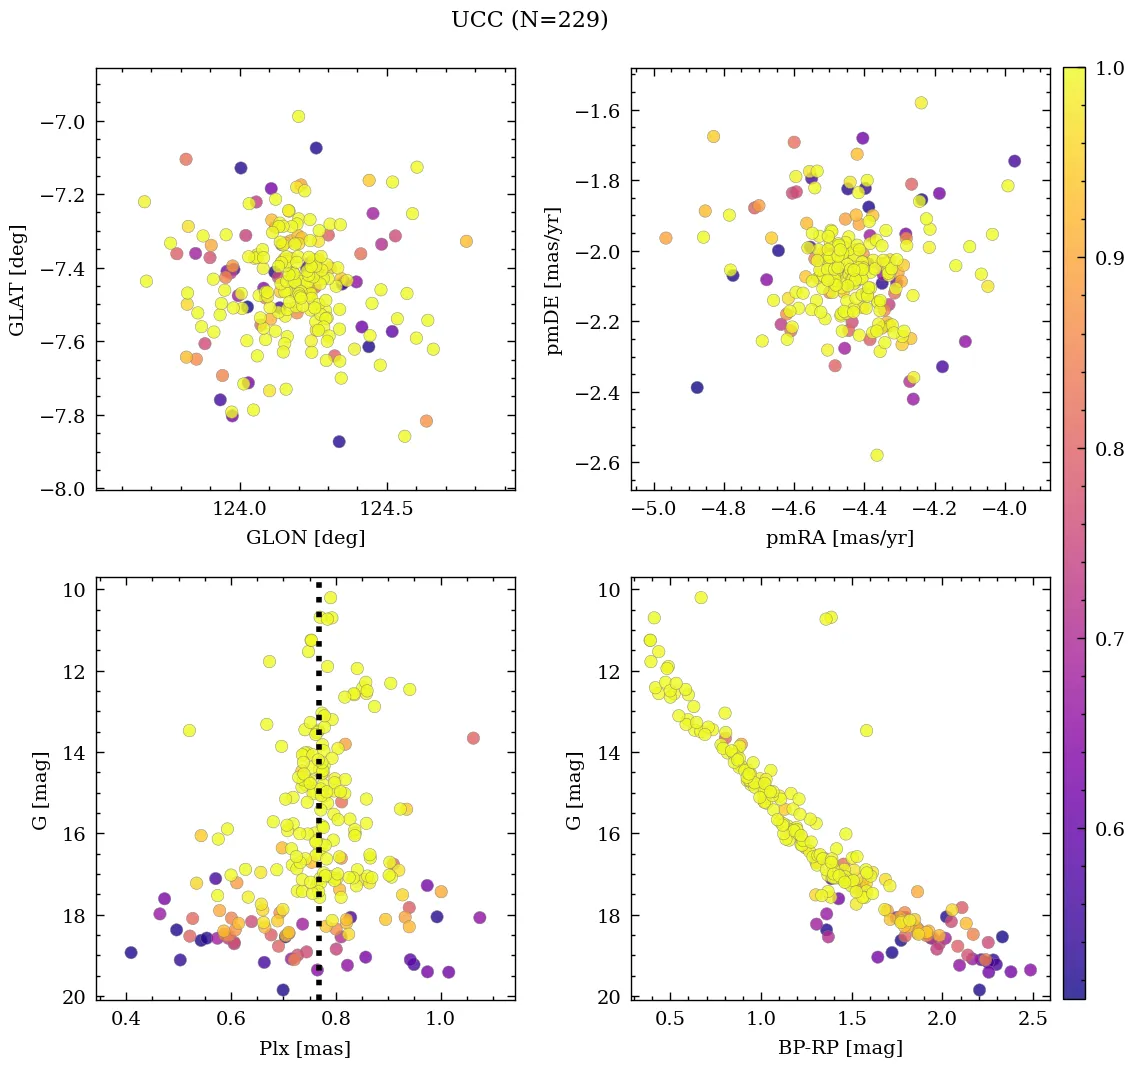 UCC (N=229)
−7.0
−7.2
−7.4
−7.6
−7.8
−8.0
GLAT [deg]
124.0 124.5
GLON [deg]
−1.6
−1.8
−2.0
−2.2
−2.4
−2.6
pmDE [mas/yr]
−5.0 −4.8 −4.6 −4.4 −4.2 −4.0
pmRA [mas/yr]
10
12
14
16
18
20
G [mag]
0.4 0.6 0.8 1.0
Plx [mas]
10
12
14
16
18
20
G [mag]
0.5 1.0 1.5 2.0 2.5
BP-RP [mag]
1.0
0.9
0.8
0.7
0.6